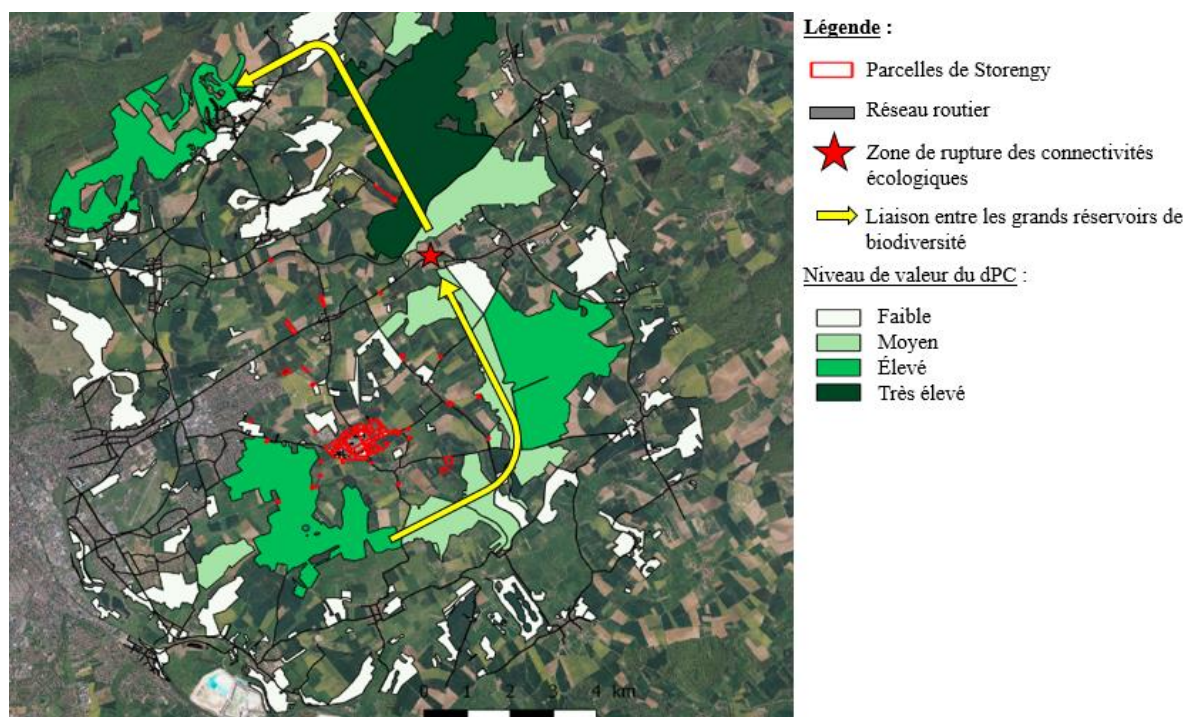 Légende :
Parcelles de Storengy
Réseau routier
Zone de rupture des connectivités
écologiques
Liaison entre les grands réservoirs de
biodiversité
Niveau de valeur du dPC :
Faible
Moyen
Élevé
Très élevé
0 1 2 3 4 km